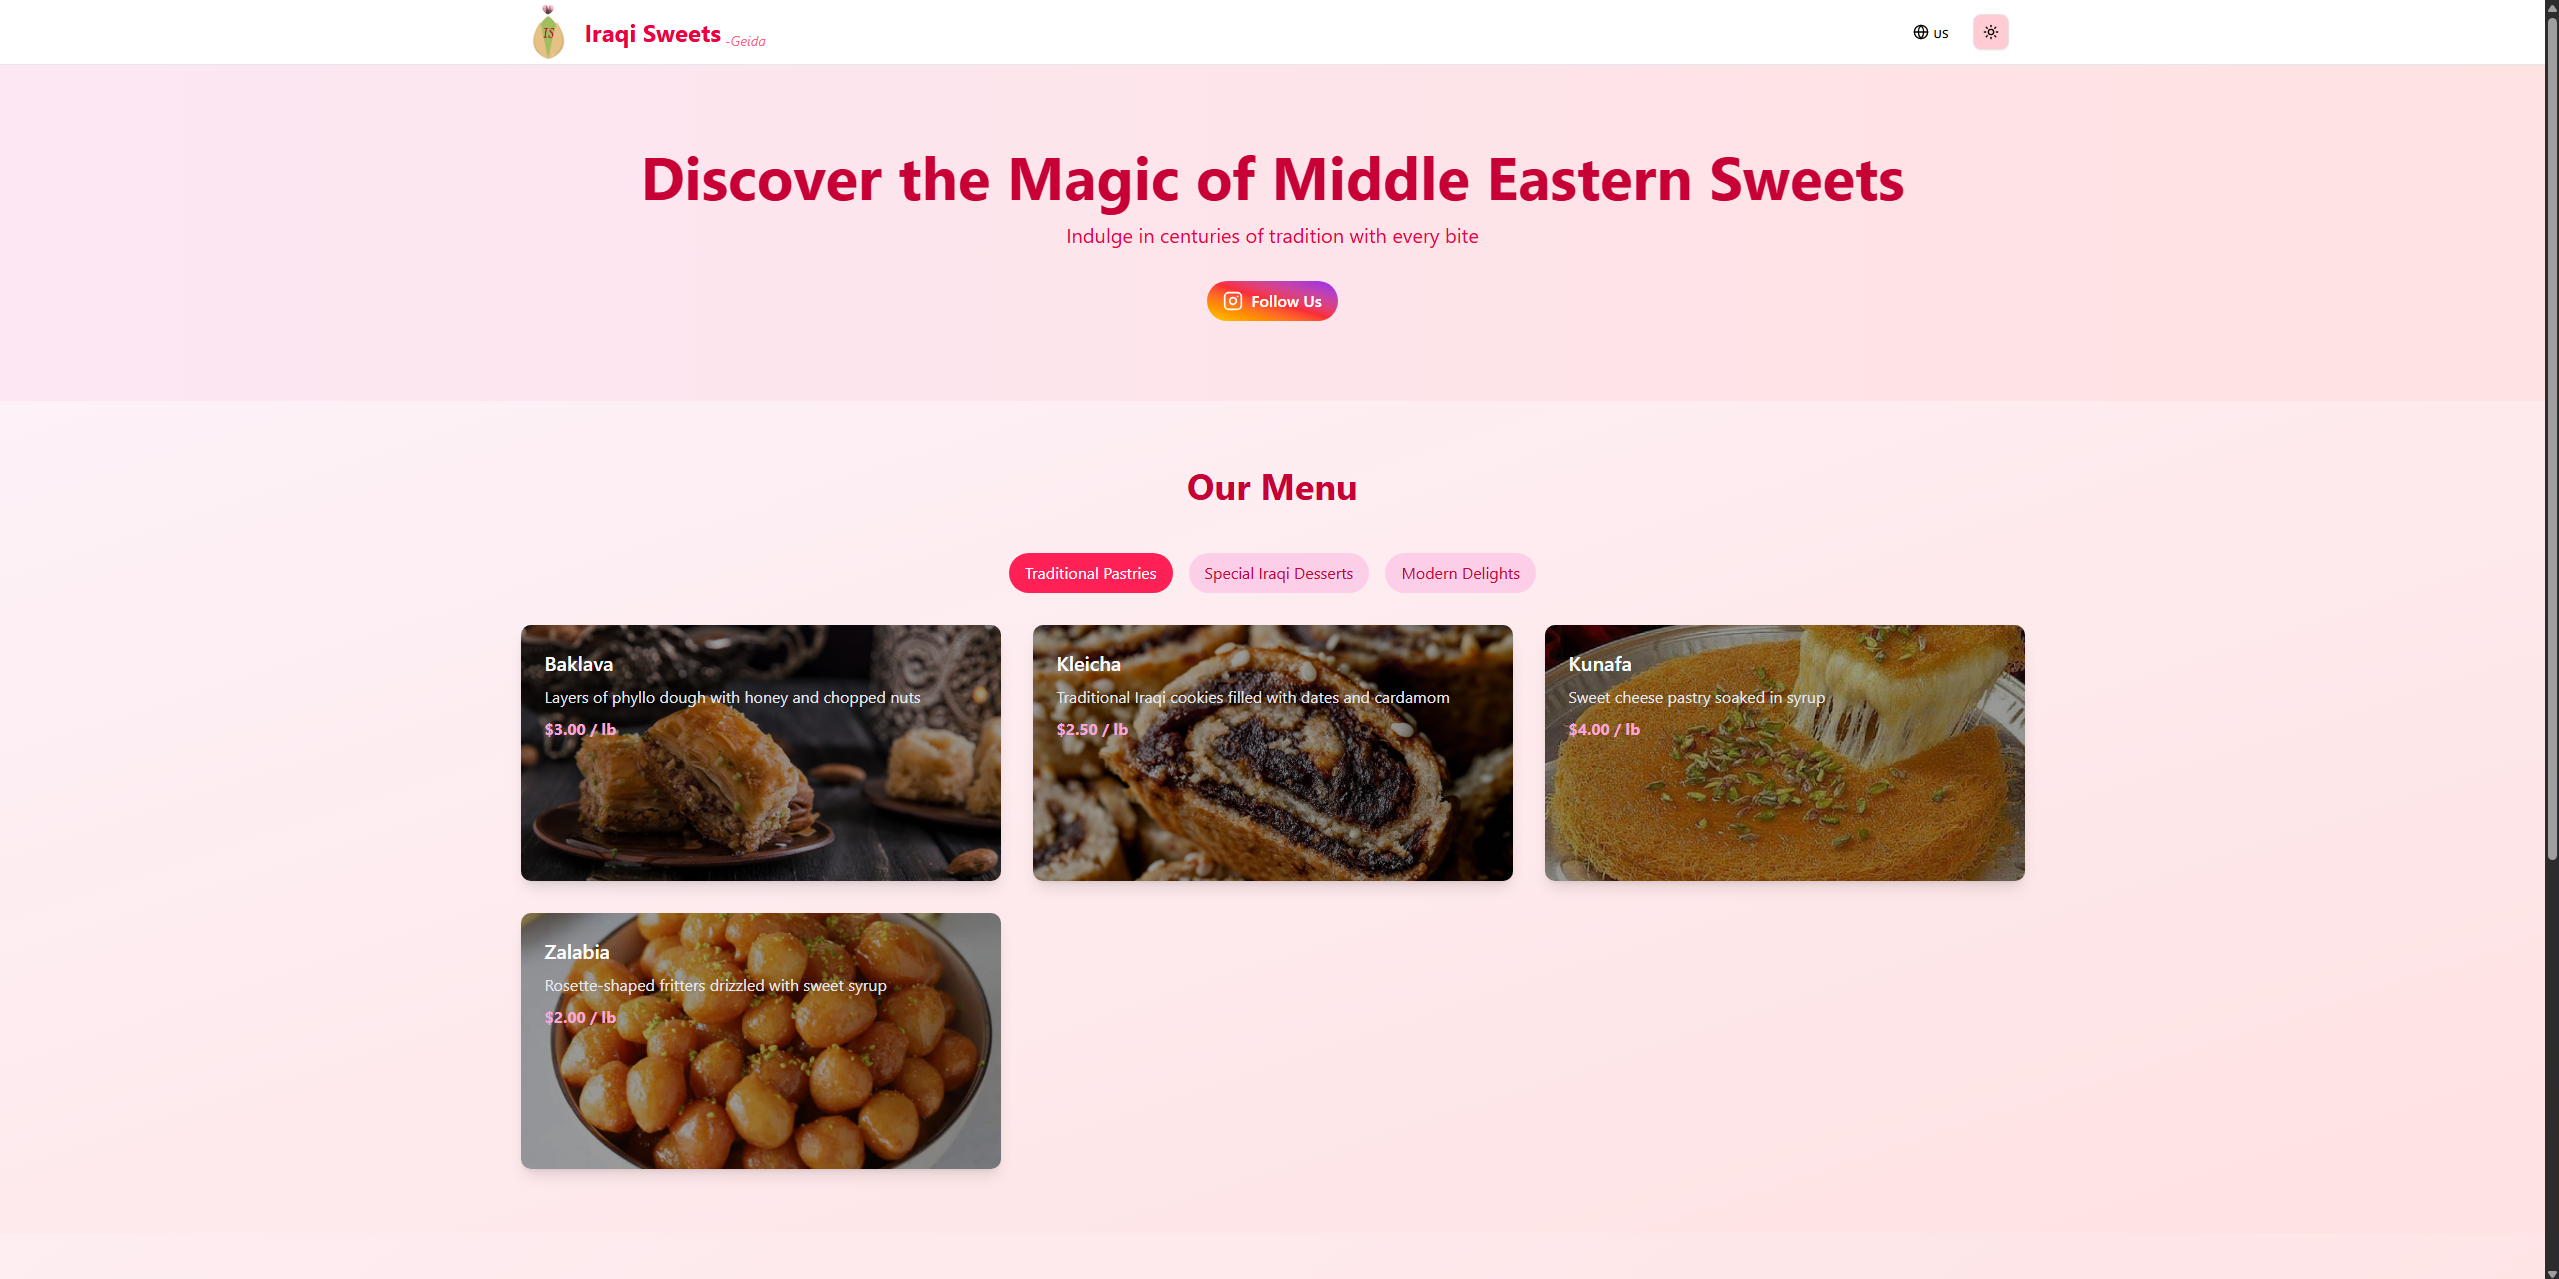 IS
Iraqi Sweets -Geida
us
Discover the Magic of Middle Eastern Sweets
Indulge in centuries of tradition with every bite
Follow Us
Our Menu
Traditional Pastries
Special Iraqi Desserts
Modern Delights
Baklava
Layers of phyllo dough with honey and chopped nuts
$3.00 / lb
Kleicha
Traditional Iraqi cookies filled with dates and cardamom
$2.50 / lb
Kunafa
Sweet cheese pastry soaked in syrup
$4.00 / lb
Zalabia
Rosette-shaped fritters drizzled with sweet syrup
$2.00 / lb